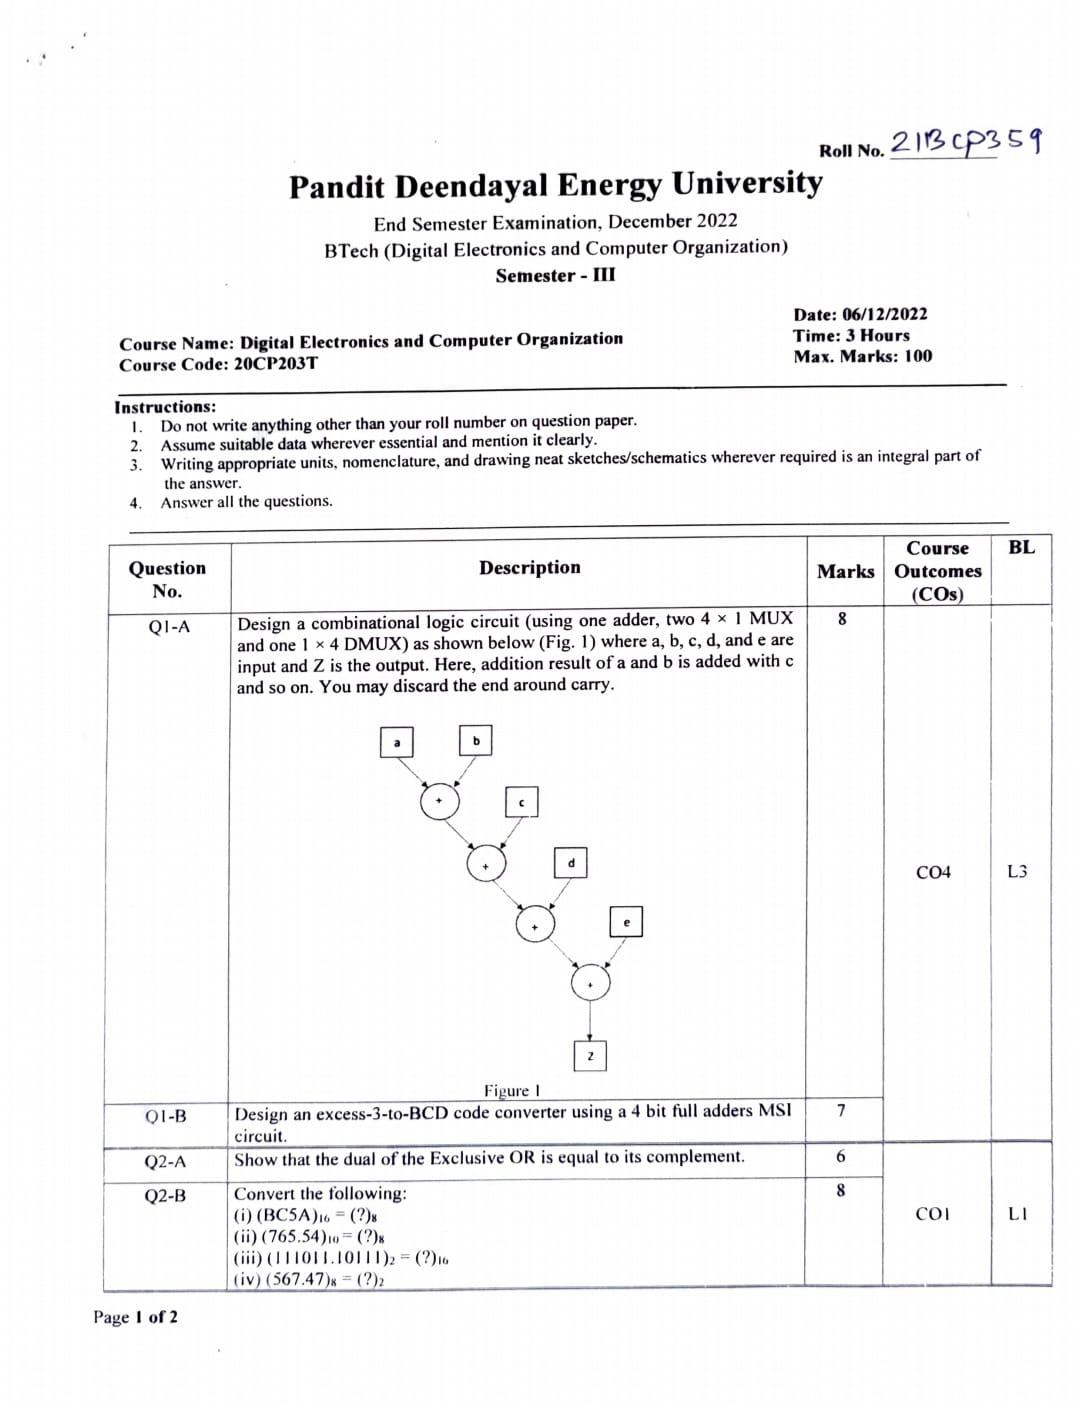 Roll No. 21BCP359
Pandit Deendayal Energy University
End Semester Examination, December 2022
BTech (Digital Electronics and Computer Organization)
Semester - III
Date: 06/12/2022
Course Name: Digital Electronics and Computer Organization
Time: 3 Hours
Course Code: 20CP203T
Max. Marks: 100
Instructions:
1. Do not write anything other than your roll number on question paper.
2. Assume suitable data wherever essential and mention it clearly.
3. Writing appropriate units, nomenclature, and drawing neat sketches/schematics wherever required is an integral part of
the answer.
4. Answer all the questions.
Question
No.
Description
Marks
Course
Outcomes
(COs)
BL
Q1-A
Design a combinational logic circuit (using one adder, two 4 × 1 MUX
and one 1 × 4 DMUX) as shown below (Fig. 1) where a, b, c, d, and e are
input and Z is the output. Here, addition result of a and b is added with c
and so on. You may discard the end around carry.
8
a
b
+
c
+
d
+
e
+
z
Figure 1
CO4
L3
Q1-B
Design an excess-3-to-BCD code converter using a 4 bit full adders MSI
circuit.
7
Q2-A
Show that the dual of the Exclusive OR is equal to its complement.
6
Q2-B
Convert the following:
(i) (BC5A)16 = (?)8
(ii) (765.54)10 = (?)8
(iii) (111011.10111)2 = (?)16
(iv) (567.47)8 = (?)2
8
CO1
L1
Page 1 of 2